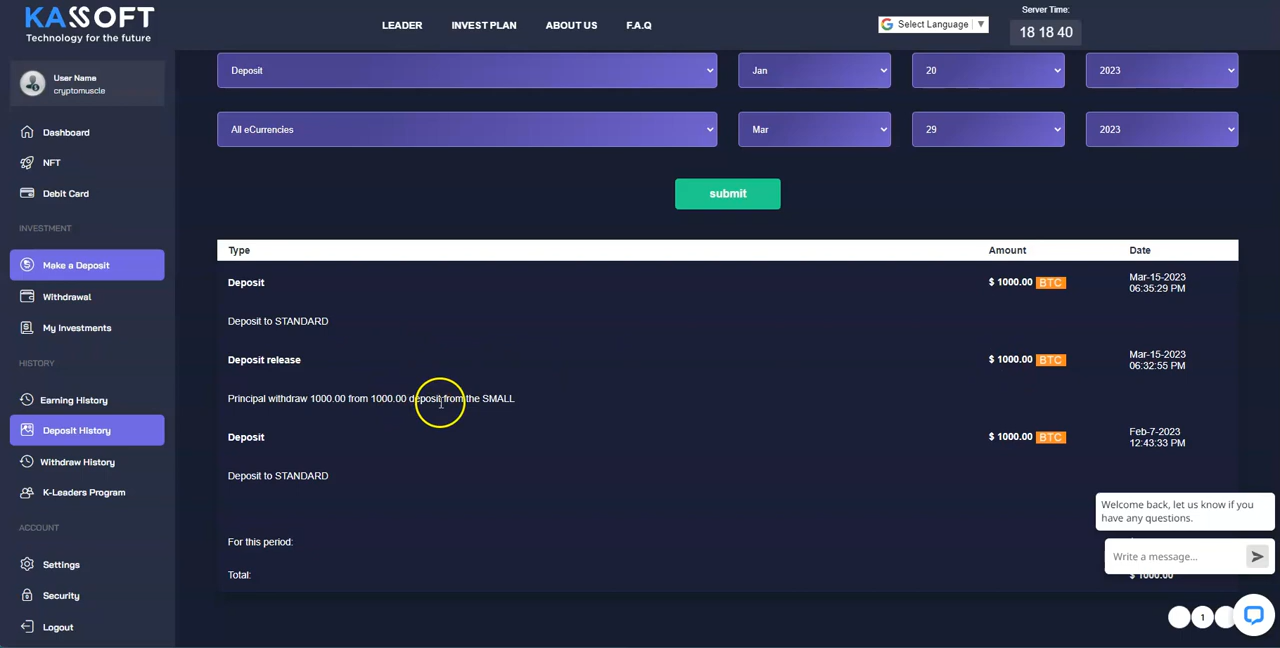 KASSOFT
Technology for the future
LEADER
INVEST PLAN
ABOUT US
F.A.Q
Select Language ▼
Server Time:
18 18 40
User Name
cryptomuscle
Dashboard
NFT
Debit Card
INVESTMENT
Make a Deposit
Withdrawal
My Investments
HISTORY
Earning History
Deposit History
Withdraw History
K-Leaders Program
ACCOUNT
Settings
Security
Logout
Deposit
Jan
20
2023
All eCurrencies
Mar
29
2023
submit
Type
Amount
Date
Deposit
$ 1000.00 BTC
Mar-15-2023
06:35:29 PM
Deposit to STANDARD
Deposit release
$ 1000.00 BTC
Mar-15-2023
06:32:55 PM
Principal withdraw 1000.00 from 1000.00 deposit from the SMALL
Deposit
$ 1000.00 BTC
Feb-7-2023
12:43:33 PM
Deposit to STANDARD
For this period:
Total:
$ 1000.00
1
Welcome back, let us know if you
have any questions.
Write a message...